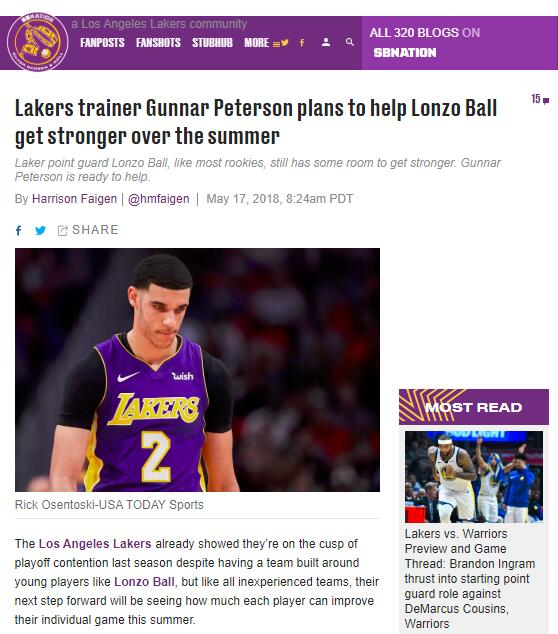 SBNATION
SILVER SCREEN & ROLL
a Los Angeles Lakers community
FANPOSTS FANSHOTS STUBHUB MORE
ALL 320 BLOGS ON
SBNATION
Lakers trainer Gunnar Peterson plans to help Lonzo Ball
get stronger over the summer
15
Laker point guard Lonzo Ball, like most rookies, still has some room to get stronger. Gunnar
Peterson is ready to help.
By Harrison Faigen | @hmfaigen | May 17, 2018, 8:24am PDT
SHARE
wish
LAKERS
2
Rick Osentoski-USA TODAY Sports
The Los Angeles Lakers already showed they're on the cusp of
playoff contention last season despite having a team built around
young players like Lonzo Ball, but like all inexperienced teams, their
next step forward will be seeing how much each player can improve
their individual game this summer.
MOST READ
BUD LIGHT
Lakers vs. Warriors
Preview and Game
Thread: Brandon Ingram
thrust into starting point
guard role against
DeMarcus Cousins,
Warriors